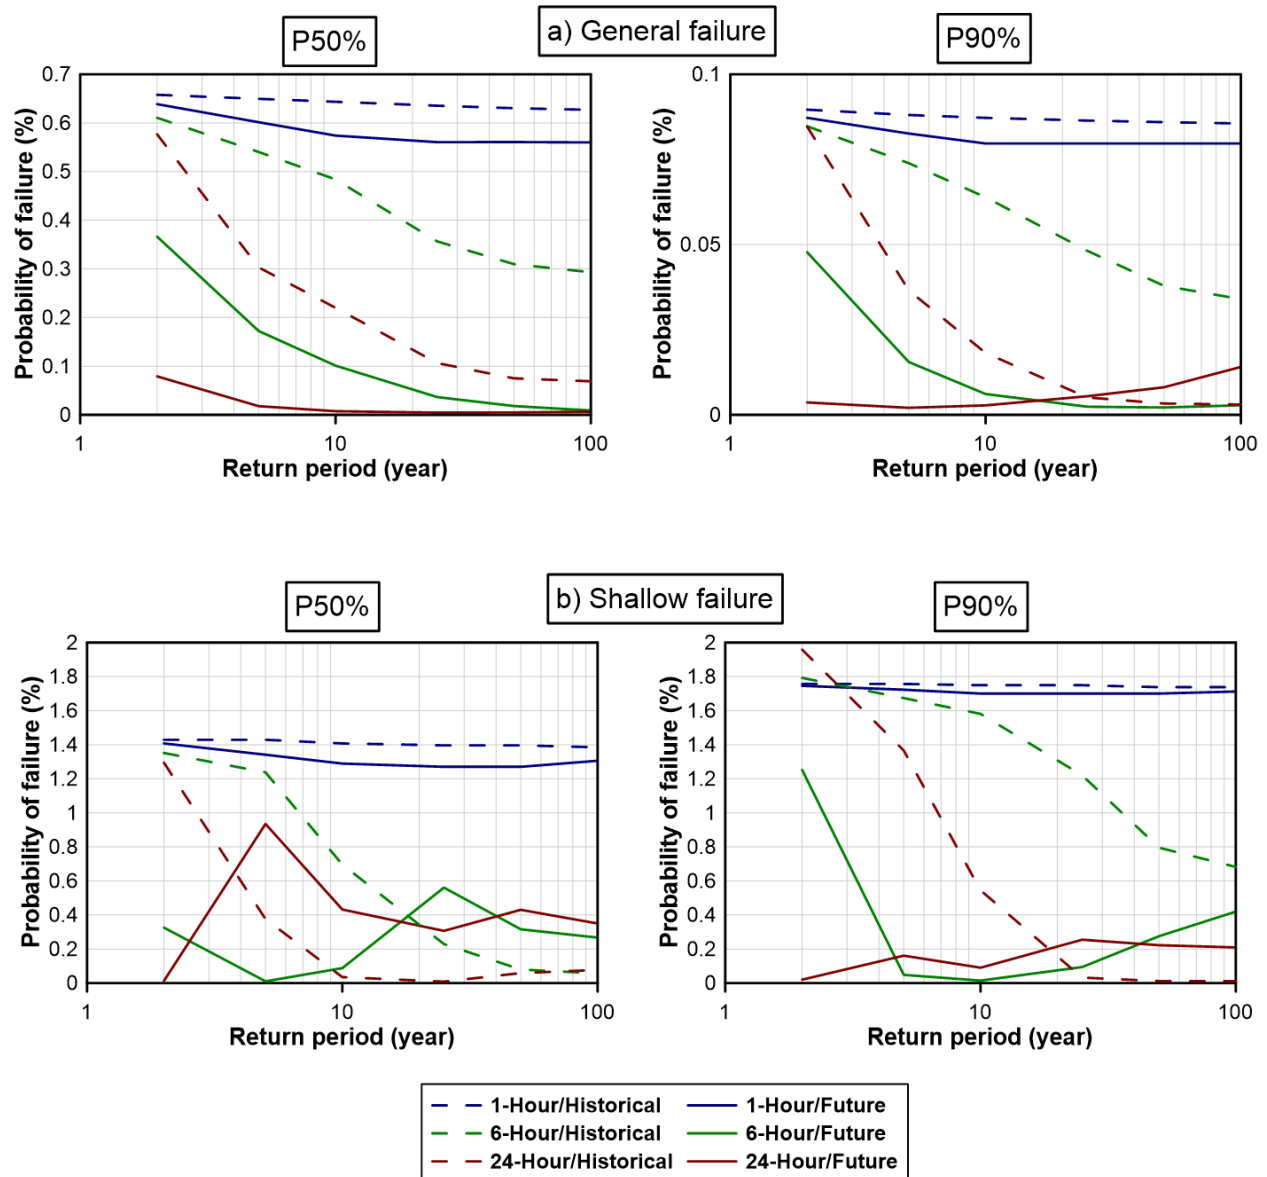 a) General failure
P50%
P90%
Probability of failure (%)
0.7
0.6
0.5
0.4
0.3
0.2
0.1
0
1
10
100
Return period (year)
Probability of failure (%)
0.1
0.05
0
1
10
100
Return period (year)
b) Shallow failure
P50%
P90%
Probability of failure (%)
2
1.8
1.6
1.4
1.2
1
0.8
0.6
0.4
0.2
0
1
10
100
Return period (year)
Probability of failure (%)
2
1.8
1.6
1.4
1.2
1
0.8
0.6
0.4
0.2
0
1
10
100
Return period (year)
1-Hour/Historical
1-Hour/Future
6-Hour/Historical
6-Hour/Future
24-Hour/Historical
24-Hour/Future